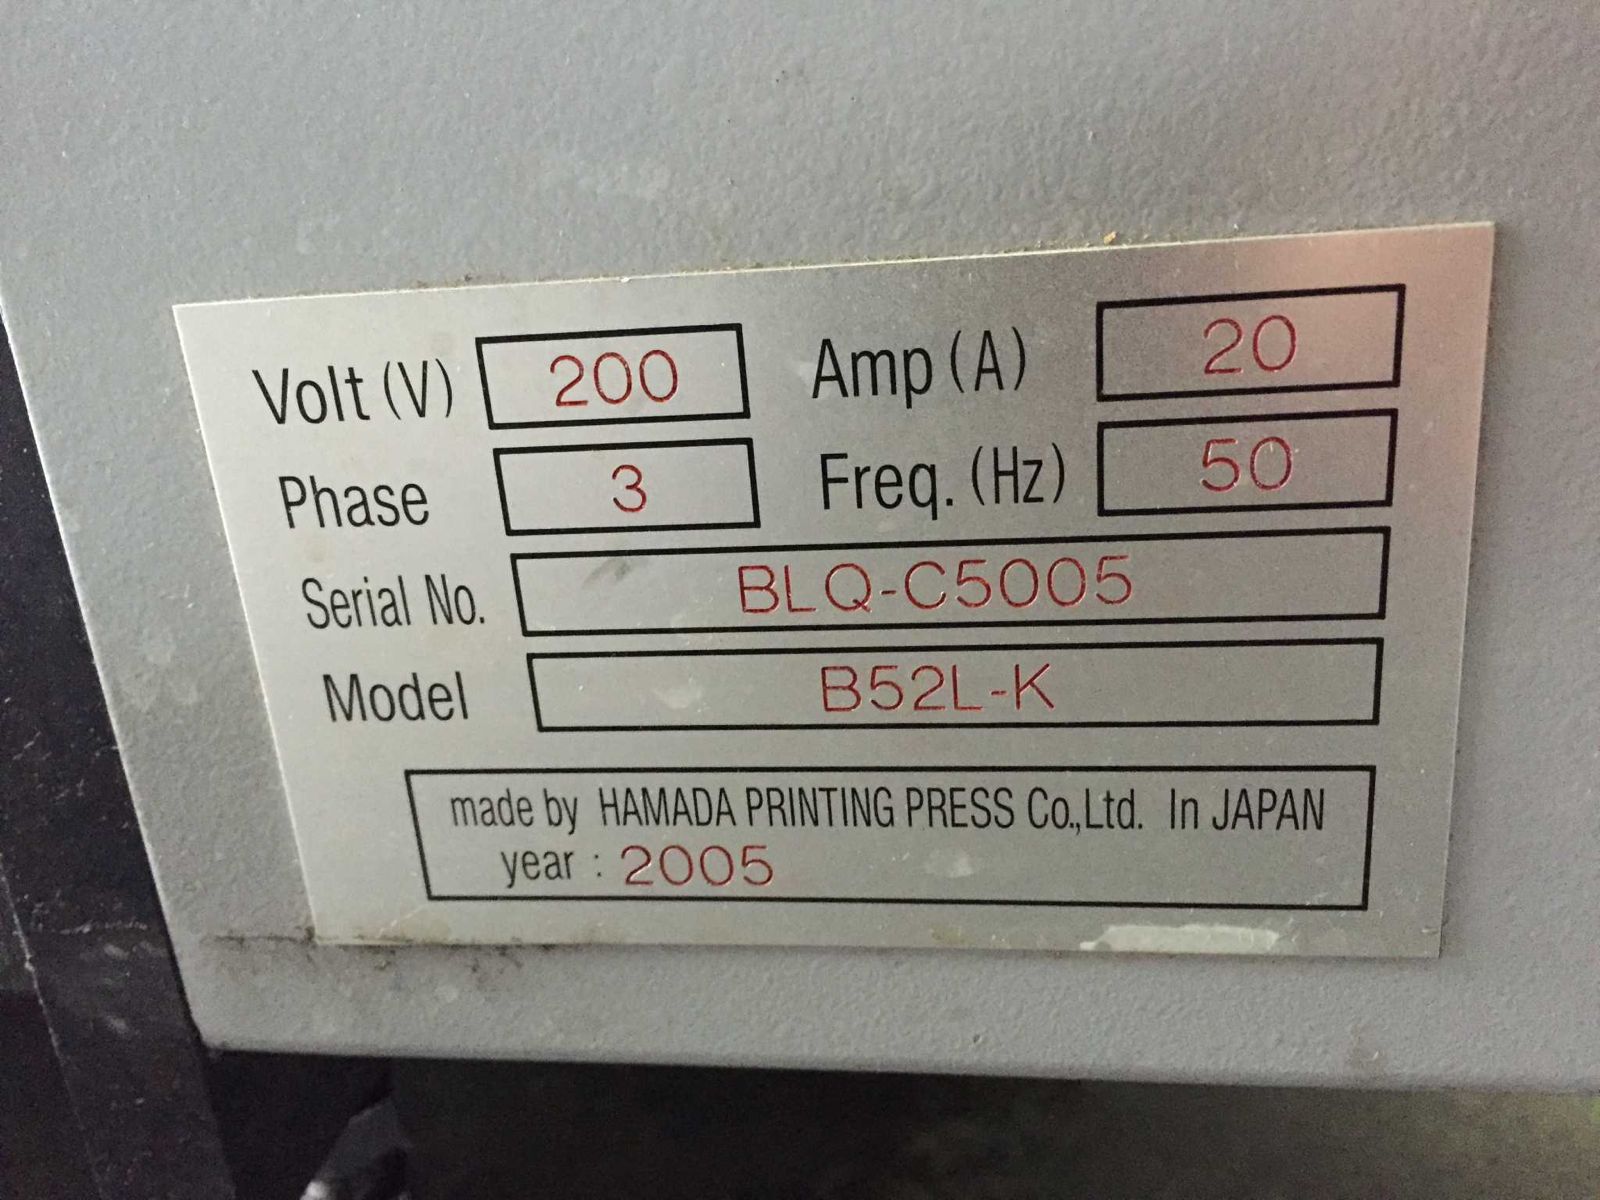 Volt (V) 200 Amp (A) 20
Phase 3 Freq. (Hz) 50
Serial No. BLQ-C5005
Model B52L-K
made by HAMADA PRINTING PRESS Co.,Ltd. In JAPAN
year : 2005